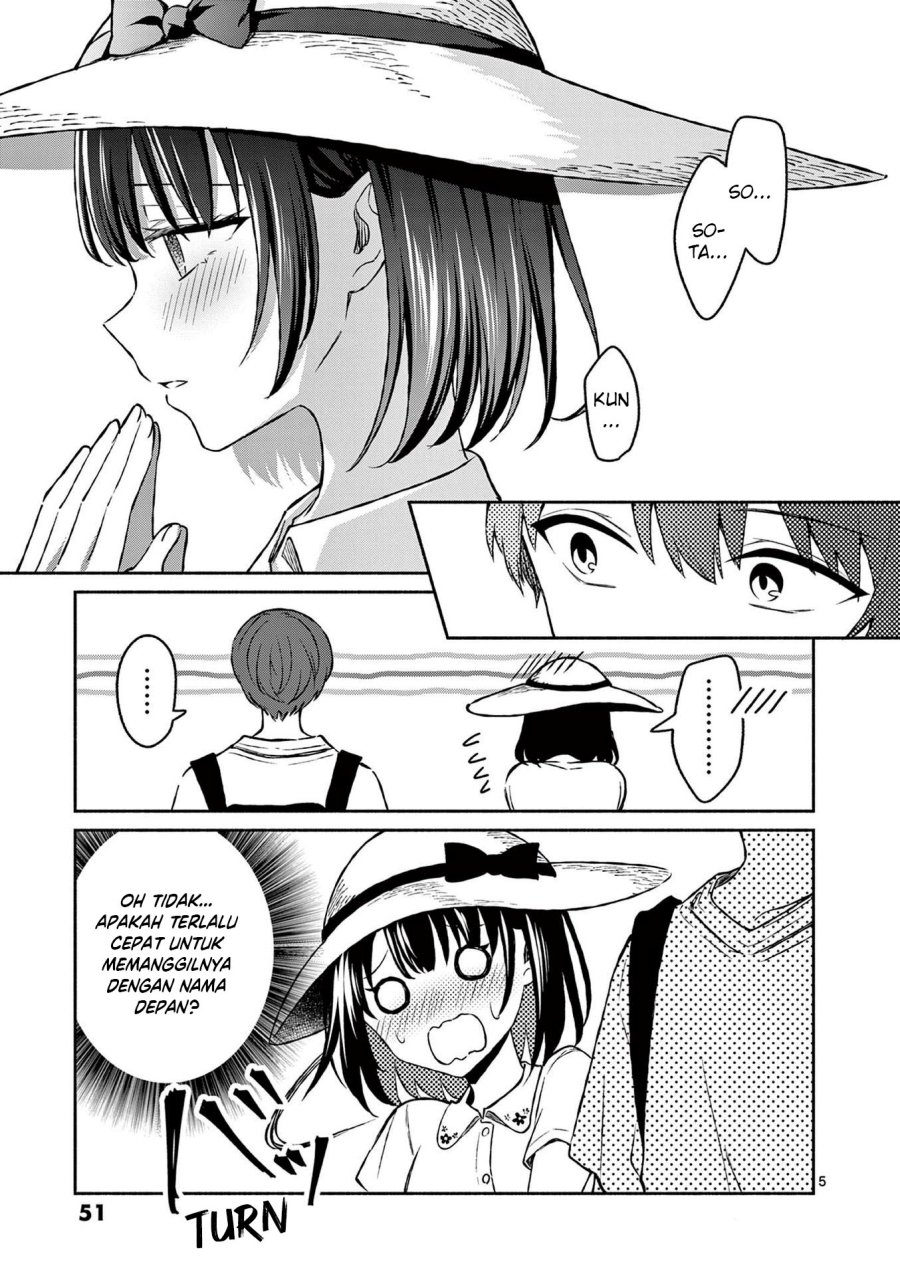 SO...
SO-
TA...
KUN
...
.......
........
OH TIDAK...
APAKAH TERLALU
CEPAT UNTUK
MEMANGGILNYA
DENGAN NAMA
DEPAN?
TURN
5
51